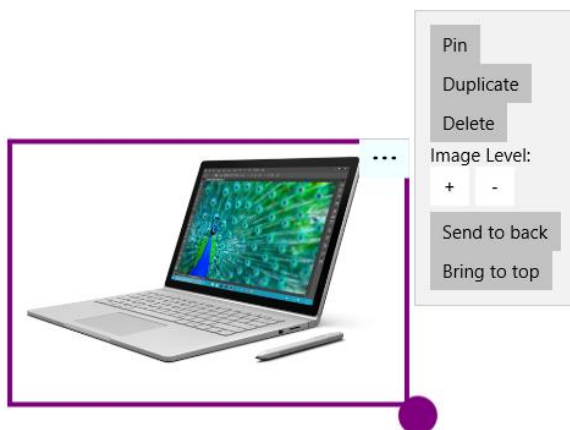 ...
Pin
Duplicate
Delete
Image Level:
+ -
Send to back
Bring to top